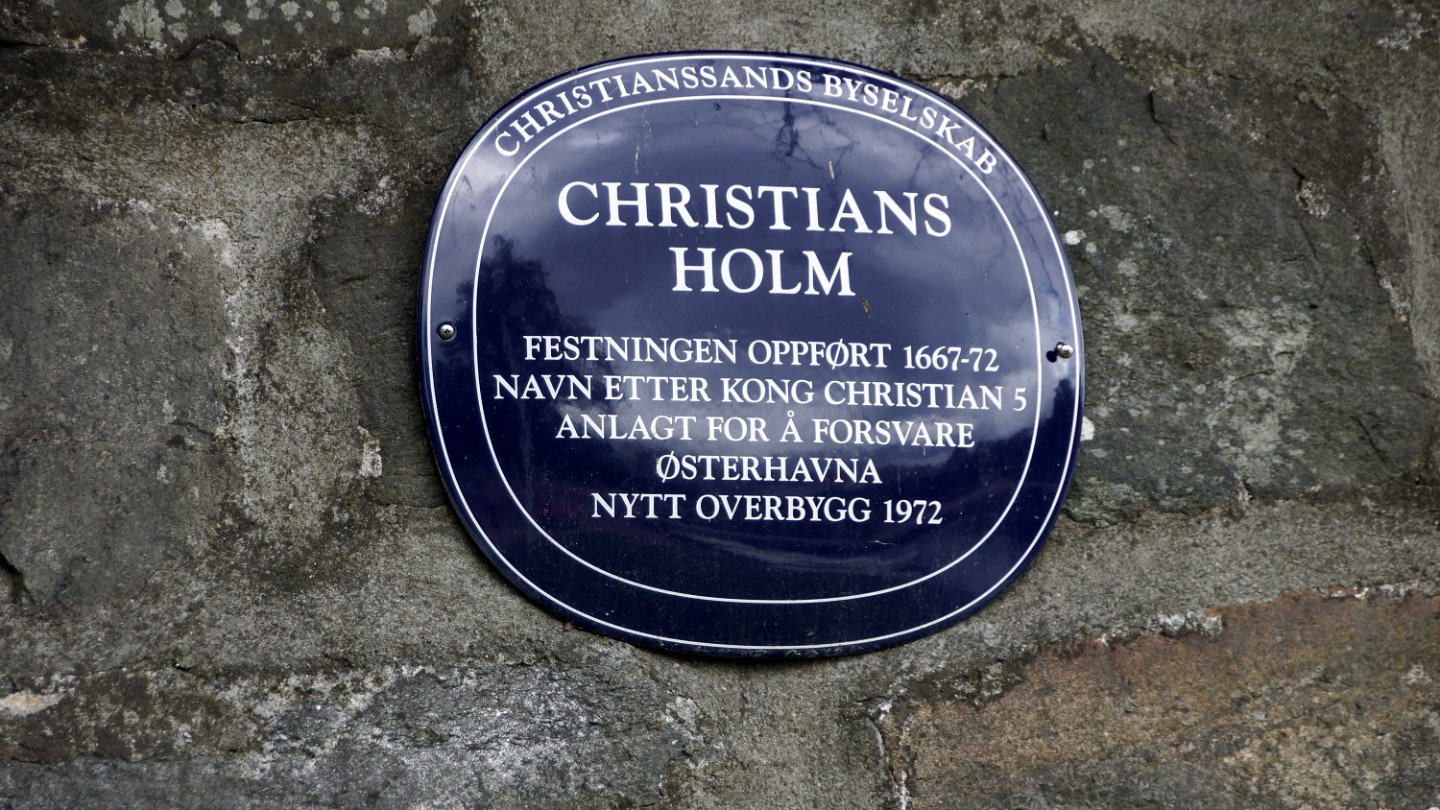 CHRISTIANSSANDS BYSELSKAB
CHRISTIANS
HOLM
FESTNINGEN OPPFØRT 1667-72
NAVN ETTER KONG CHRISTIAN 5
ANLAGT FOR Å FORSVARE
ØSTERHAVNA
NYTT OVERBYGG 1972